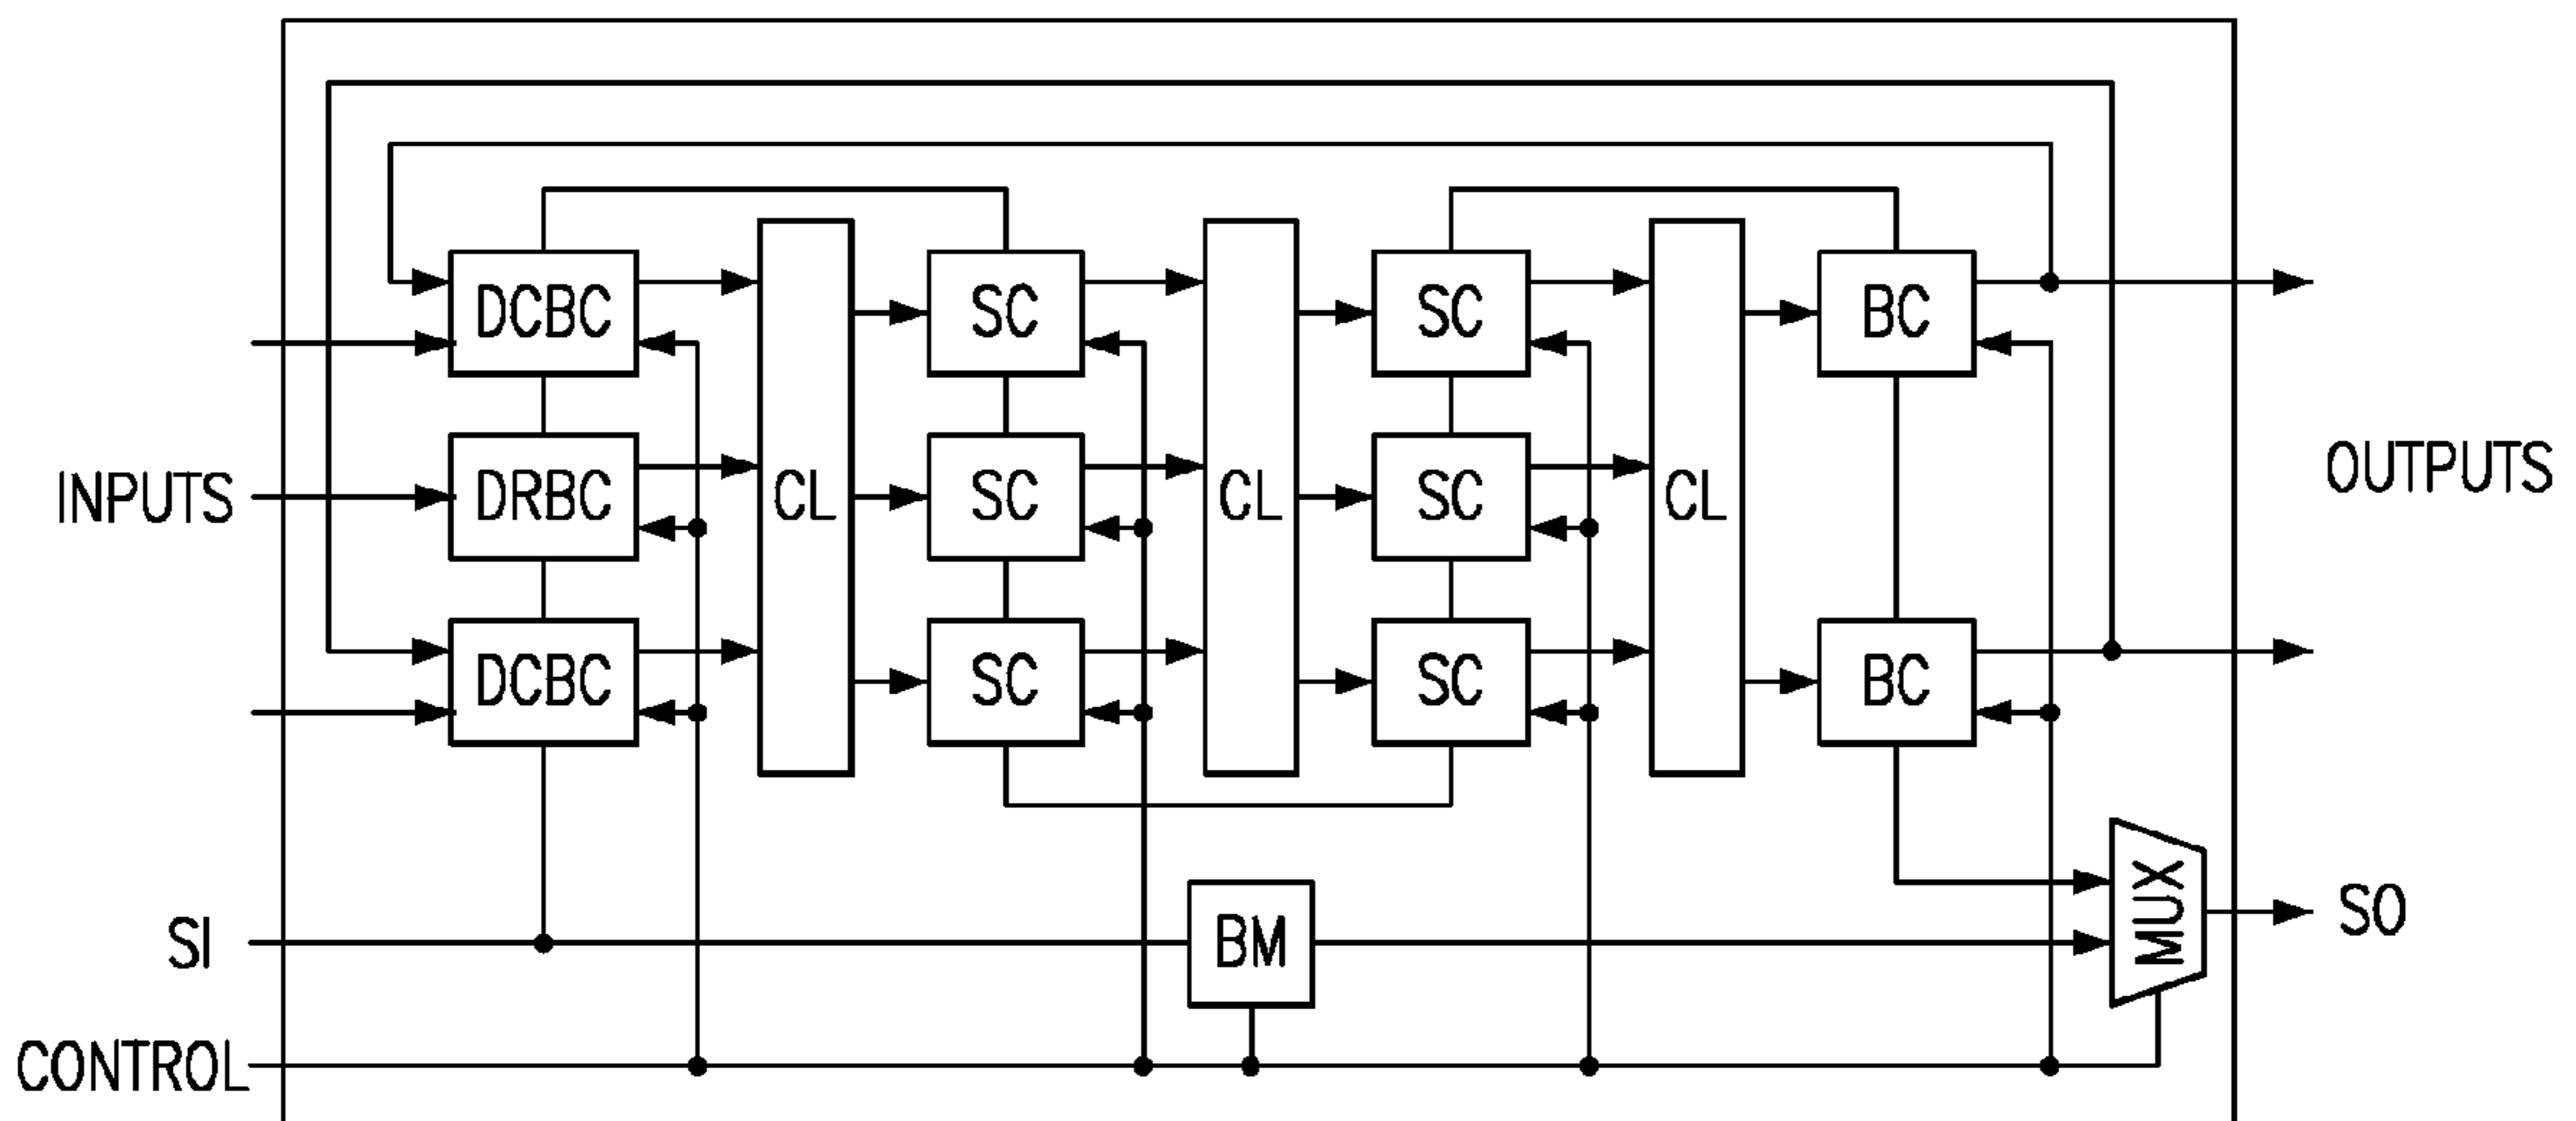 DCBC
SC
SC
BC
INPUTS
DRBC
CL
SC
CL
SC
CL
OUTPUTS
DCBC
SC
SC
BC
SI
BM
MUX
SO
CONTROL